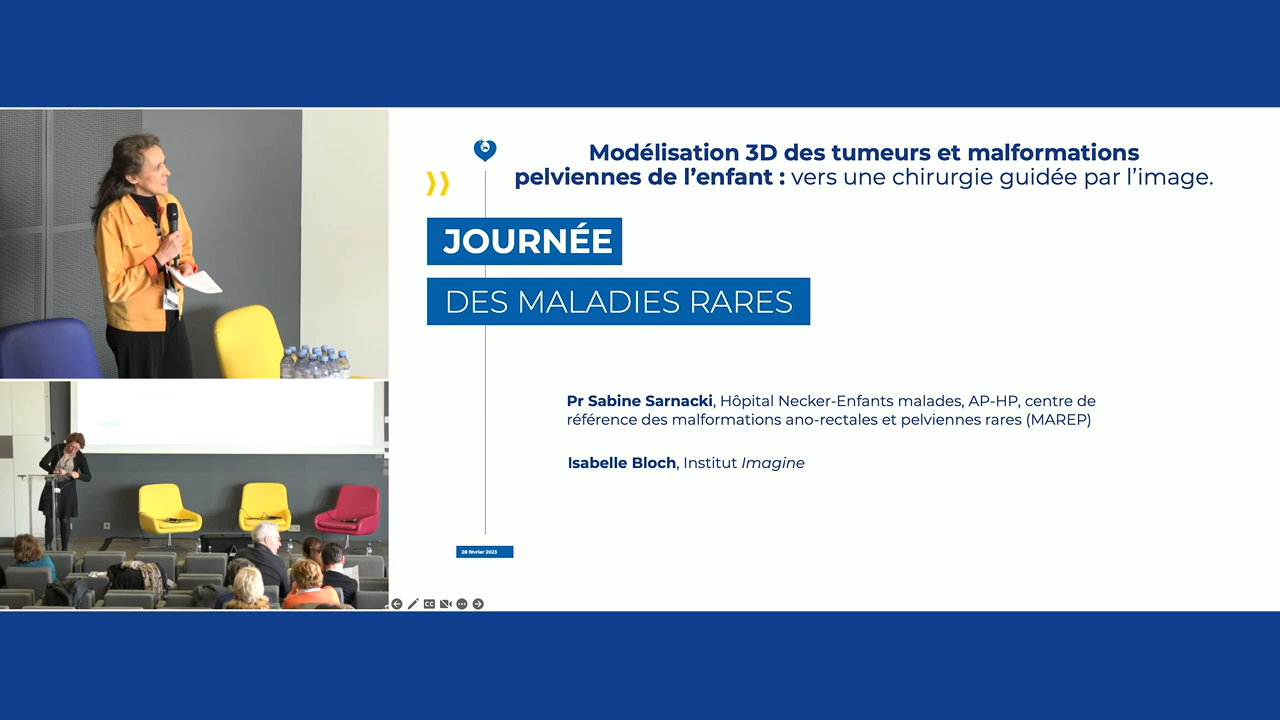 Modélisation 3D des tumeurs et malformations
pelviennes de l’enfant : vers une chirurgie guidée par l’image.
JOURNÉE
DES MALADIES RARES
Pr Sabine Sarnacki, Hôpital Necker-Enfants malades, AP-HP, centre de
référence des malformations ano-rectales et pelviennes rares (MAREP)
Isabelle Bloch, Institut Imagine
28 février 2023
CC